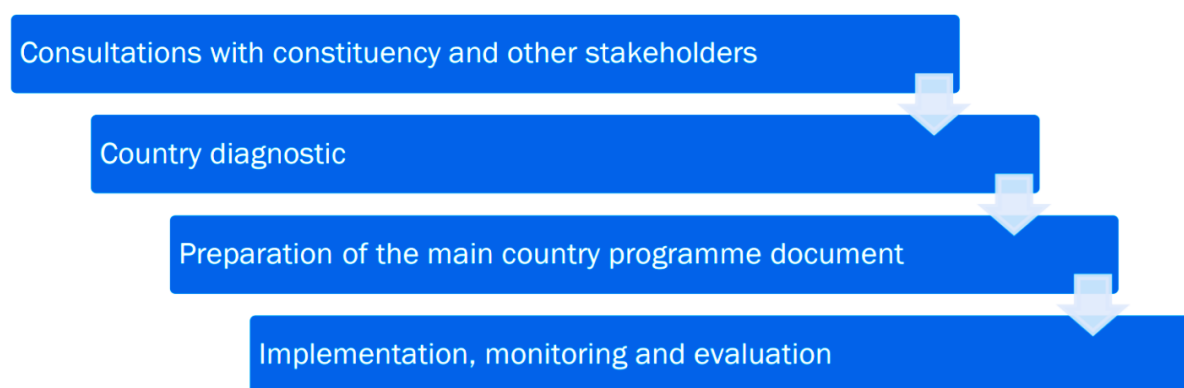 Consultations with constituency and other stakeholders
Country diagnostic
Preparation of the main country programme document
Implementation, monitoring and evaluation